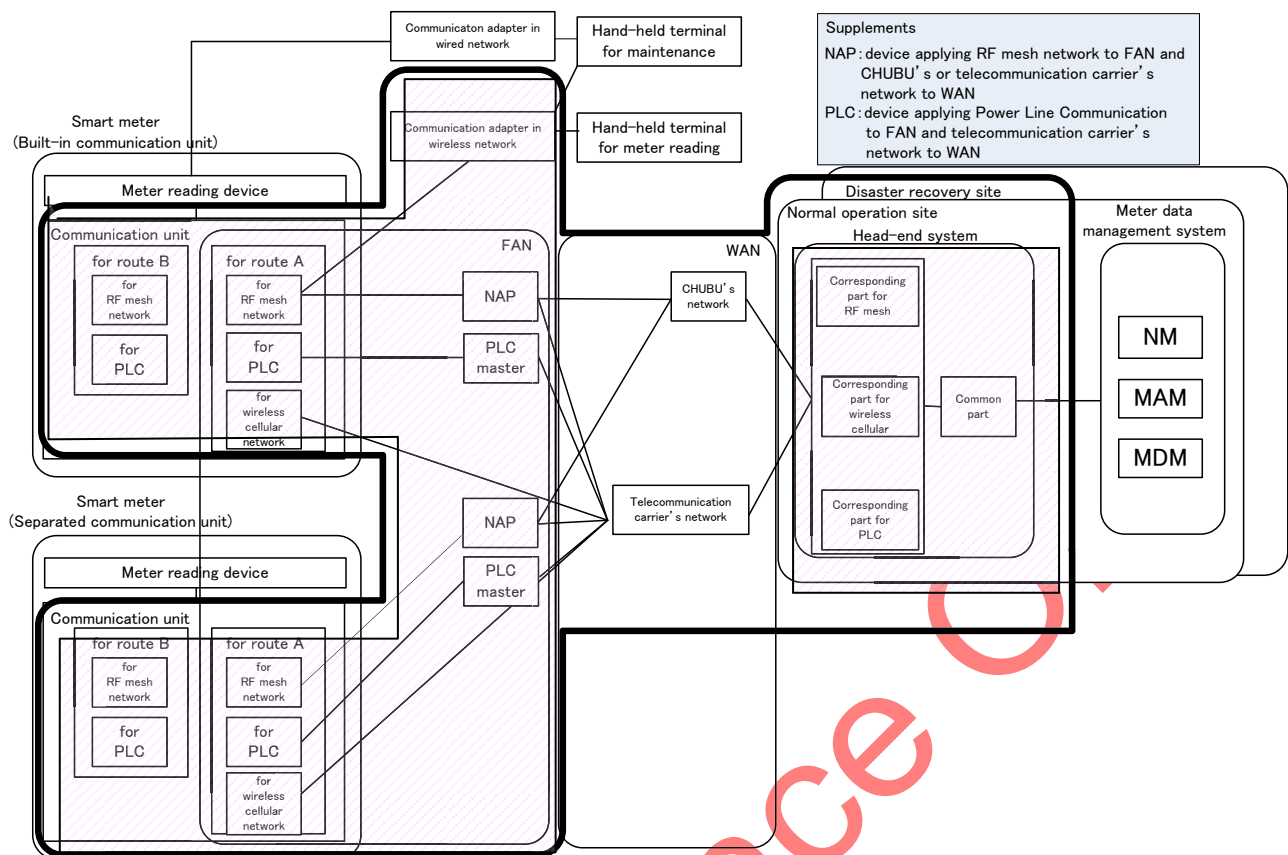 Communicaton adapter in
wired network
Hand-held terminal
for maintenance
Supplements
NAP: device applying RF mesh network to FAN and
CHUBU's or telecommunication carrier's
network to WAN
PLC: device applying Power Line Communication
to FAN and telecommunication carrier's
network to WAN
Communication adapter in
wireless network
Hand-held terminal
for meter reading
Smart meter
(Built-in communication unit)
Meter reading device
Communication unit
for route B
for
RF mesh
network
for
PLC
for route A
for
RF mesh
network
for
PLC
for
wireless
cellular
network
FAN
NAP
PLC
master
WAN
CHUBU's
network
Disaster recovery site
Normal operation site
Head-end system
Corresponding
part for
RF mesh
Corresponding
part for
wireless
cellular
Corresponding
part for
PLC
Common
part
Meter data
management system
NM
MAM
MDM
Telecommunication
carrier's network
Smart meter
(Separated communication unit)
Meter reading device
Communication unit
for route B
for
RF mesh
network
for
PLC
for route A
for
RF mesh
network
for
PLC
for
wireless
cellular
network
NAP
PLC
master